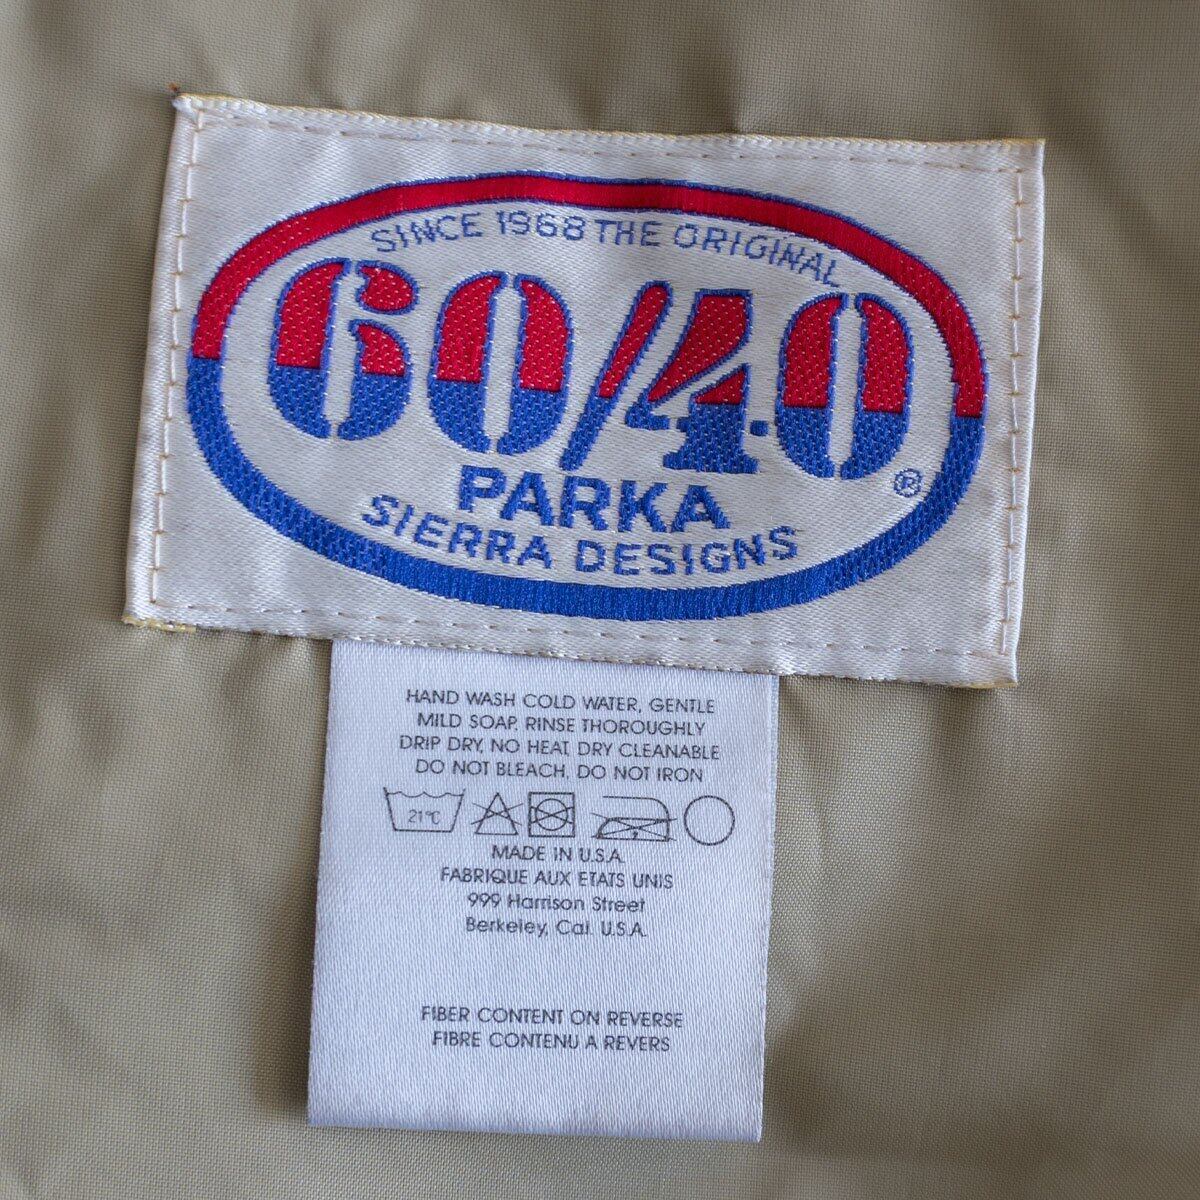 SINCE 1968 THE ORIGINAL
60/40
®
PARKA
SIERRA DESIGNS
HAND WASH COLD WATER, GENTLE
MILD SOAP, RINSE THOROUGHLY
DRIP DRY, NO HEAT, DRY CLEANABLE
DO NOT BLEACH, DO NOT IRON
21°C
MADE IN U.S.A.
FABRIQUE AUX ETATS UNIS
999 Harrison Street
Berkeley, Cal. U.S.A.
FIBER CONTENT ON REVERSE
FIBRE CONTENU A REVERS